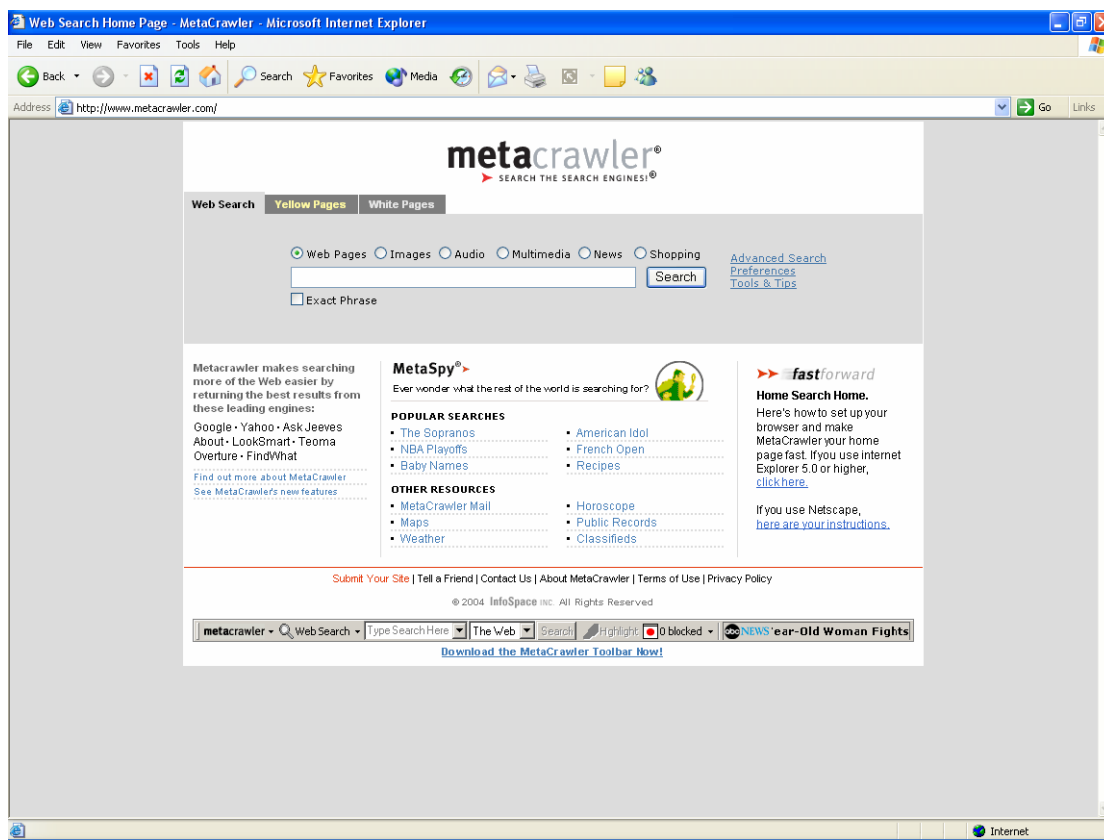 Web Search Home Page - MetaCrawler - Microsoft Internet Explorer
File Edit View Favorites Tools Help
Back Search Favorites Media
Address http://www.metacrawler.com/ Go Links
metacrawler®
SEARCH THE SEARCH ENGINES!®
Web Search Yellow Pages White Pages
Web Pages Images Audio Multimedia News Shopping
Search
Exact Phrase
Advanced Search
Preferences
Tools & Tips
Metacrawler makes searching
more of the Web easier by
returning the best results from
these leading engines:
Google • Yahoo • Ask Jeeves
About • LookSmart • Teoma
Overture • FindWhat
Find out more about MetaCrawler
See MetaCrawler's new features
MetaSpy®
Ever wonder what the rest of the world is searching for?
POPULAR SEARCHES
▪ The Sopranos ▪ American Idol
▪ NBA Playoffs ▪ French Open
▪ Baby Names ▪ Recipes
OTHER RESOURCES
▪ MetaCrawler Mail ▪ Horoscope
▪ Maps ▪ Public Records
▪ Weather ▪ Classifieds
fastforward
Home Search Home.
Here's how to set up your
browser and make
MetaCrawler your home
page fast. If you use internet
Explorer 5.0 or higher,
click here.
If you use Netscape,
here are your instructions.
Submit Your Site | Tell a Friend | Contact Us | About MetaCrawler | Terms of Use | Privacy Policy
© 2004 InfoSpace INC. All Rights Reserved
metacrawler Web Search Type Search Here The Web Search Highlight 0 blocked abc NEWS 'ear-Old Woman Fights
Download the MetaCrawler Toolbar Now!
Internet